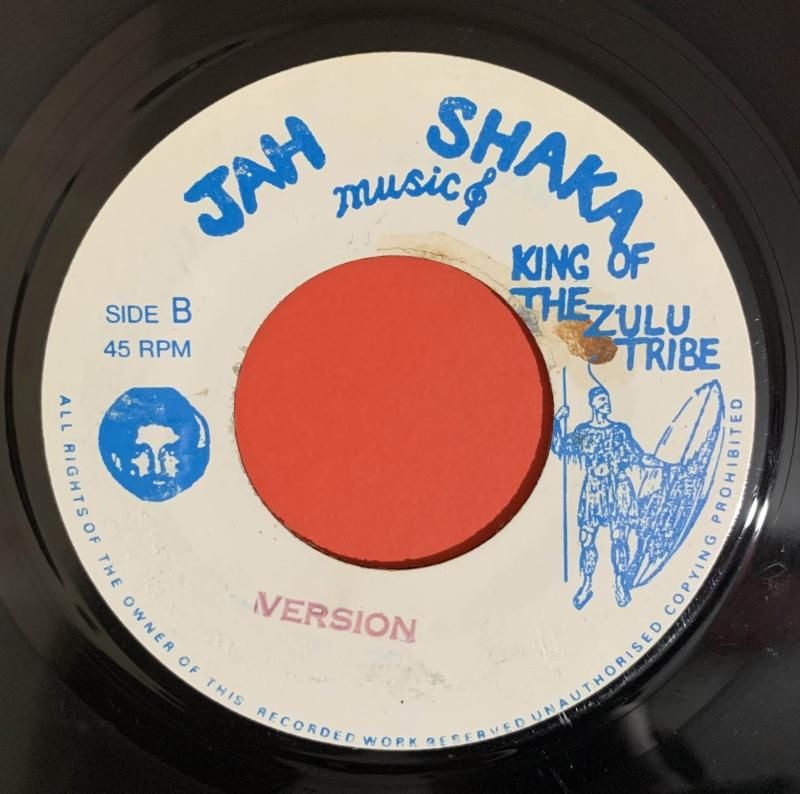 JAH SHAKA
music
KING OF
THE ZULU
TRIBE
SIDE B
45 RPM
VERSION
ALL RIGHTS OF THE OWNER OF THIS RECORDED WORK RESERVED UNAUTHORISED COPYING PROHIBITED